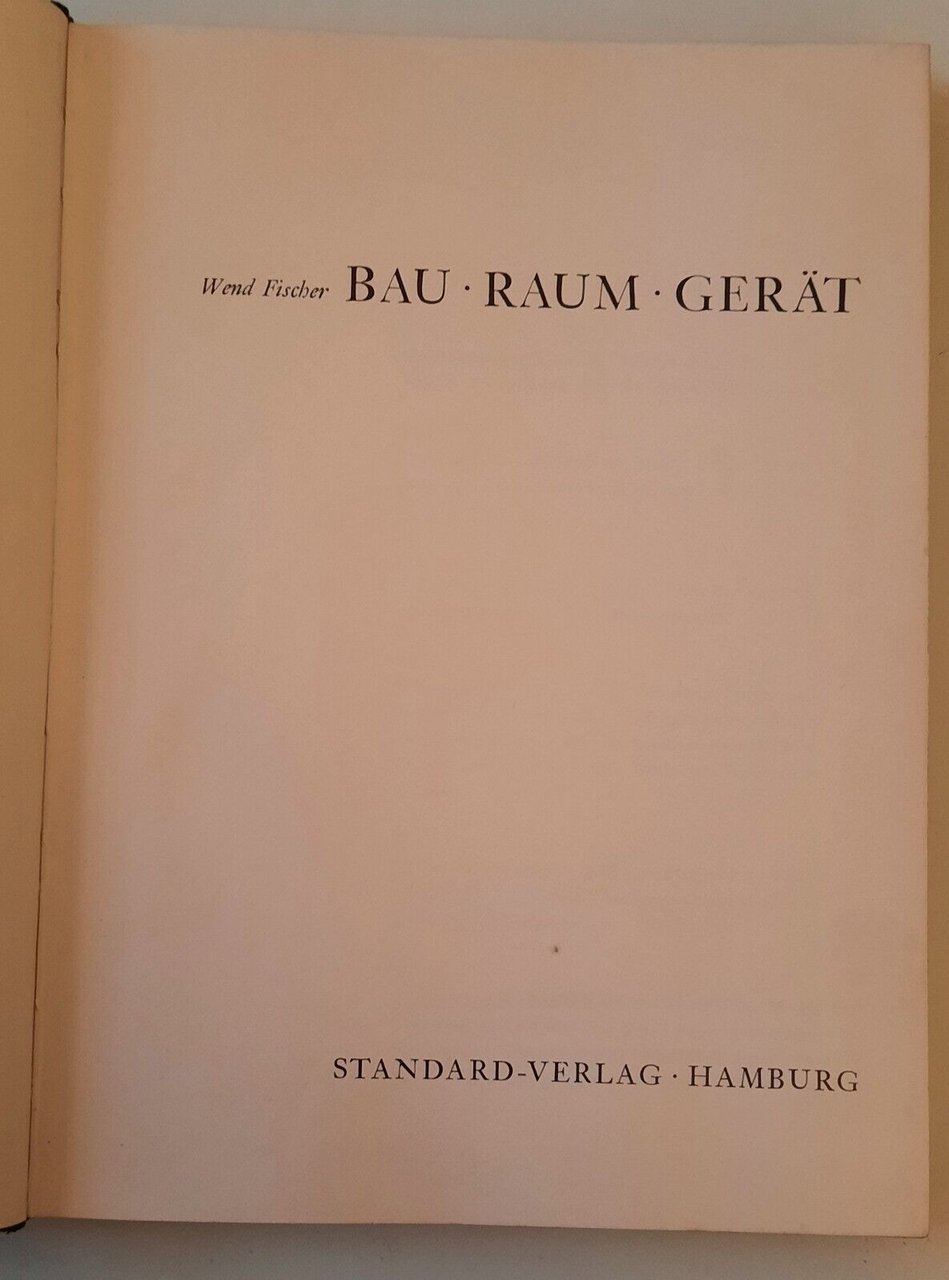 Wend Fischer BAU · RAUM · GERÄT
STANDARD-VERLAG · HAMBURG